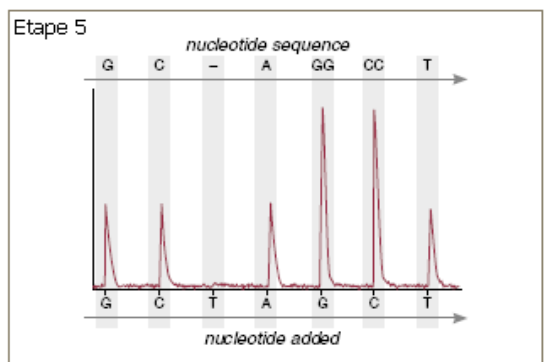 Etape 5
nucleotide sequence
G C – A GG CC T
G C T A G C T
nucleotide added